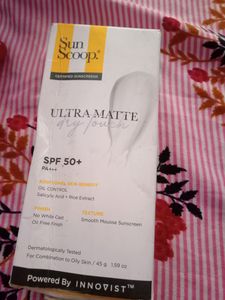 Sun
Scoop®
ULTRA MATTE
dry touch
SPF 50+
PA+++
OIL CONTROL
Salicylic Acid + Rice Extract
FINISH
No White Cast
Oil Free Finish
TEXTURE
Smooth Mousse Sunscreen
Dermatologically Tested
For Combination to Oily Skin / 45 g 1.59 oz
Powered By INNOVIST™